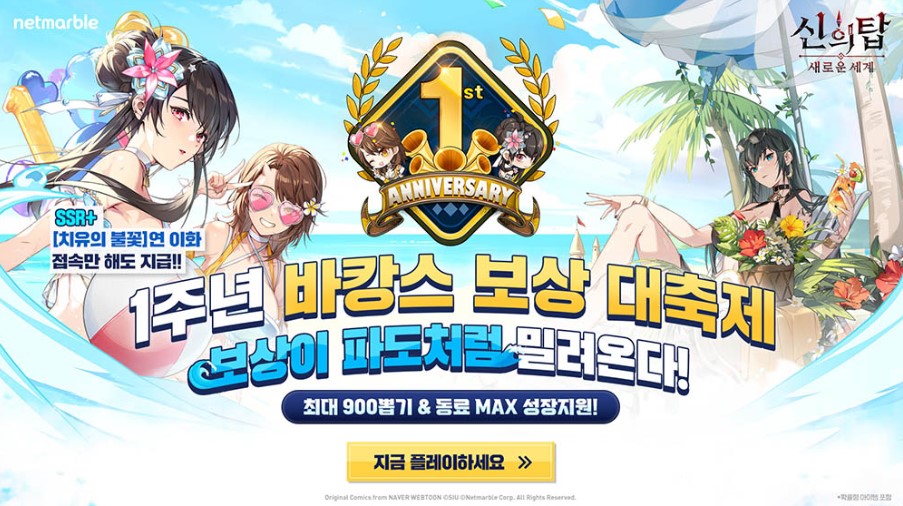 netmarble
신의탑
새로운 세계
1st
ANNIVERSARY
SSR+
[치유의 불꽃]연 이화
접속만 해도 지급!!
1주년 바캉스 보상 대축제
보상이 파도처럼 밀려온다!
최대 900뽑기 & 동료 MAX 성장지원!
지금 플레이하세요 »
Original Comics from NAVER WEBTOON ©SIU ©Netmarble Corp. All Rights Reserved.
*확률형 아이템 포함